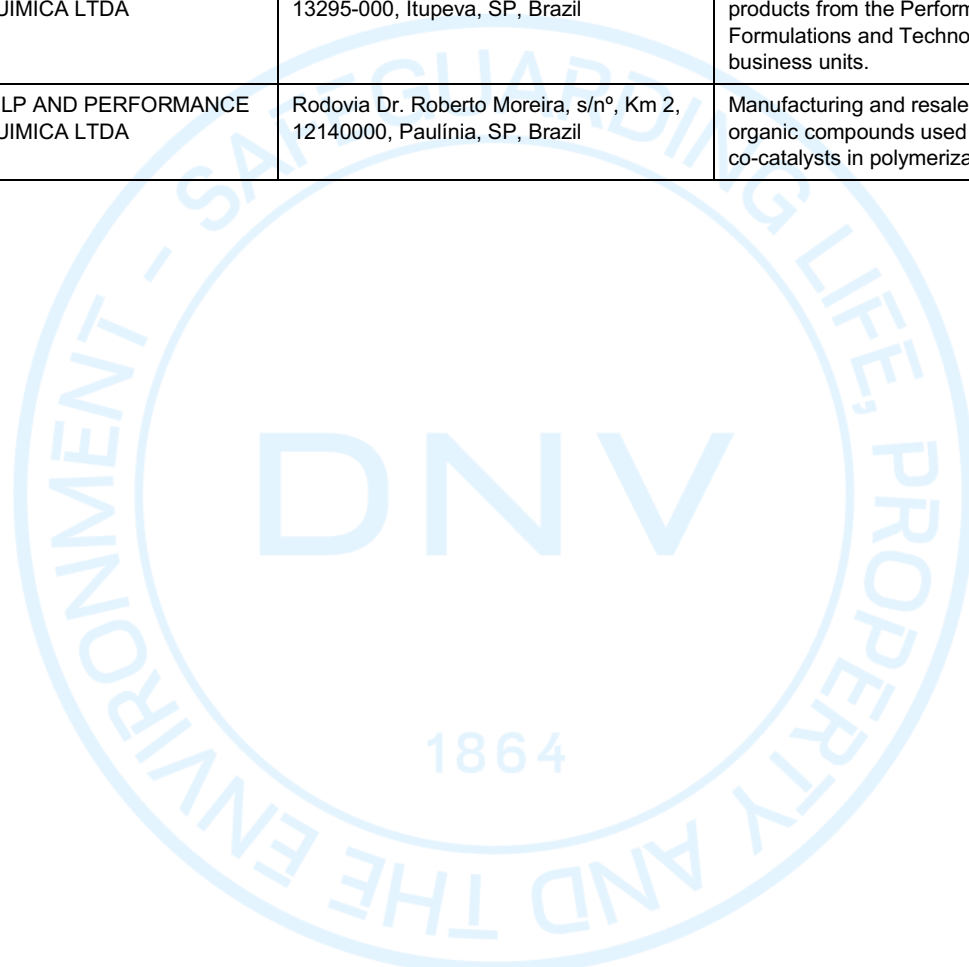 UIMICA LTDA
13295-000, Itupeva, SP, Brazil
products from the Perform
Formulations and Techno
business units.
LP AND PERFORMANCE
UIMICA LTDA
Rodovia Dr. Roberto Moreira, s/nº, Km 2,
12140000, Paulínia, SP, Brazil
Manufacturing and resale
organic compounds used
co-catalysts in polymeriza
SAFEGUARDING LIFE, PROPERTY AND THE ENVIRONMENT -
DNV
1864